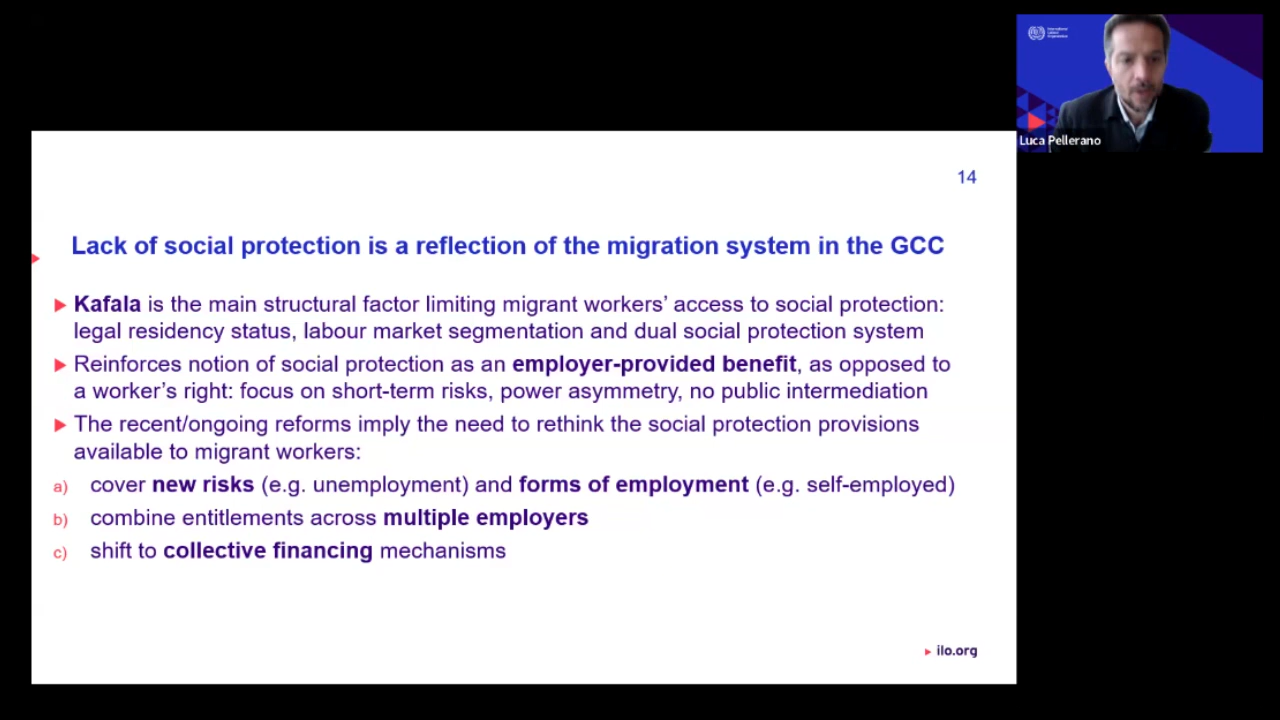 International
Labour
Organization
Luca Pellerano
14
Lack of social protection is a reflection of the migration system in the GCC
Kafala is the main structural factor limiting migrant workers’ access to social protection:
legal residency status, labour market segmentation and dual social protection system
Reinforces notion of social protection as an employer-provided benefit, as opposed to
a worker’s right: focus on short-term risks, power asymmetry, no public intermediation
The recent/ongoing reforms imply the need to rethink the social protection provisions
available to migrant workers:
a) cover new risks (e.g. unemployment) and forms of employment (e.g. self-employed)
b) combine entitlements across multiple employers
c) shift to collective financing mechanisms
ilo.org